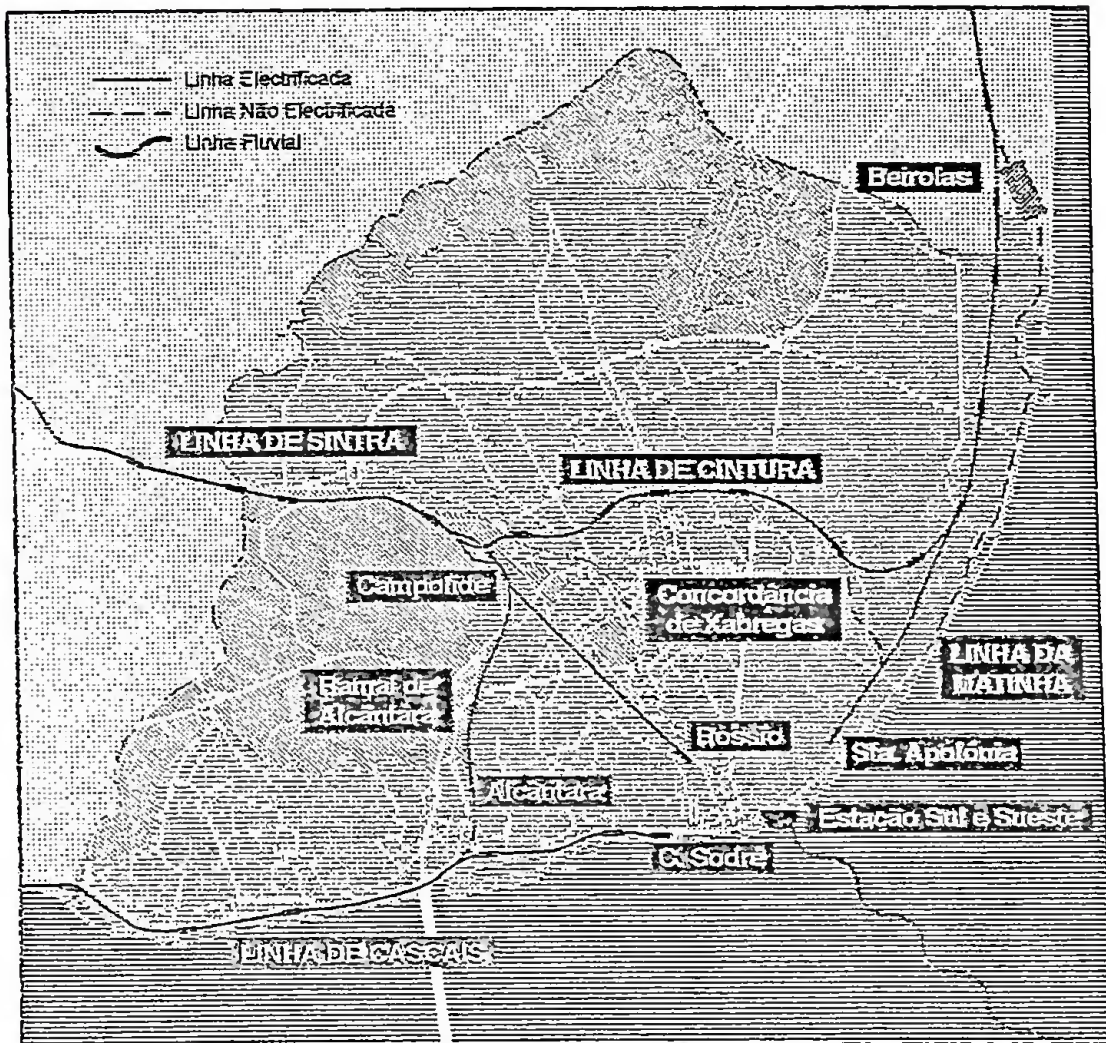 Linha Electrificada
Linha Não Electrificada
Linha Fluvial
Beirolas
LINHA DE SINTRA
LINHA DE CINTURA
Campolide
Concordância
de Xabregas
LINHA DA
MATINHA
Ramal de
Alcântara
Rossio
Sta. Apolónia
Alcântara
Estação Sul e Sueste
C. Sodré
LINHA DE CASCAIS